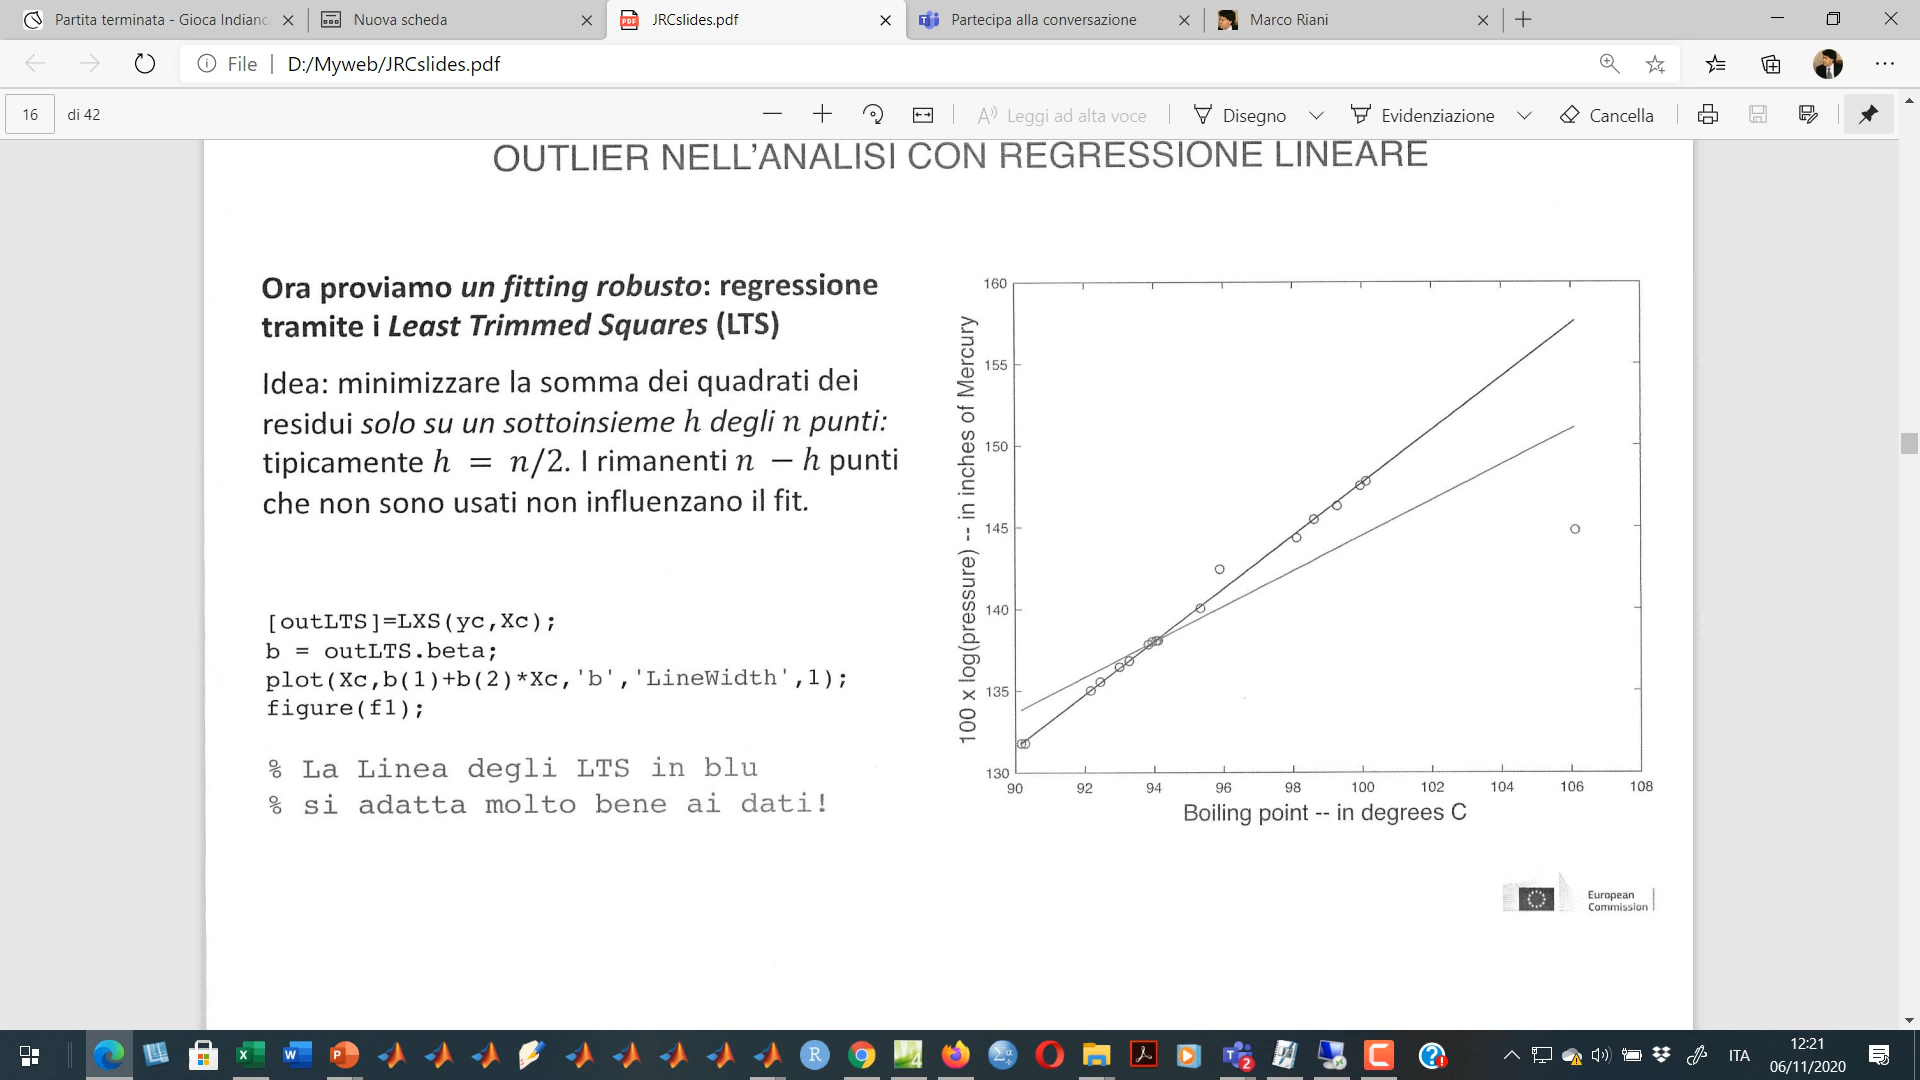 Partita terminata - Gioca Indianc
Nuova scheda
JRCslides.pdf
Partecipa alla conversazione
Marco Riani
File
D:/Myweb/JRCslides.pdf
16
di 42
Leggi ad alta voce
Disegno
Evidenziazione
Cancella
OUTLIER NELL'ANALISI CON REGRESSIONE LINEARE
Ora proviamo un fitting robusto: regressione
tramite i Least Trimmed Squares (LTS)
Idea: minimizzare la somma dei quadrati dei
residui solo su un sottoinsieme h degli n punti:
tipicamente h = n/2. I rimanenti n − h punti
che non sono usati non influenzano il fit.
[outLTS]=LXS(yc,Xc);
b = outLTS.beta;
plot(Xc,b(1)+b(2)*Xc,'b','LineWidth',1);
figure(f1);
% La Linea degli LTS in blu
% si adatta molto bene ai dati!
100 x log(pressure) -- in inches of Mercury
160
155
150
145
140
135
130
90 92 94 96 98 100 102 104 106 108
Boiling point -- in degrees C
European
Commission
ITA
12:21
06/11/2020